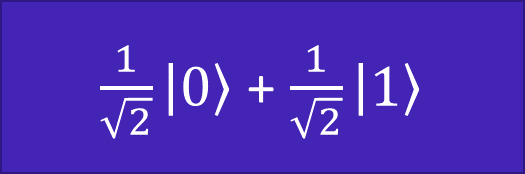 1/√2 |0⟩ + 1/√2 |1⟩